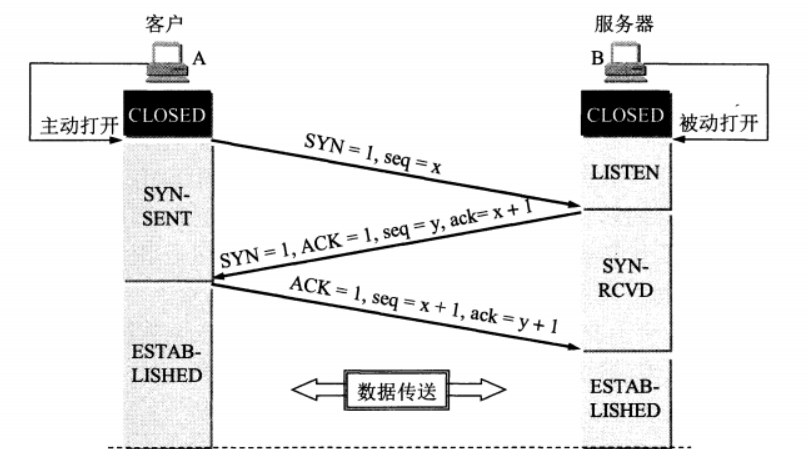 客户
服务器
A
B
CLOSED
CLOSED
主动打开
被动打开
SYN = 1, seq = x
LISTEN
SYN-
SENT
SYN = 1, ACK = 1, seq = y, ack= x + 1
SYN-
RCVD
ACK = 1, seq = x + 1, ack = y + 1
ESTAB-
LISHED
数据传送
ESTAB-
LISHED